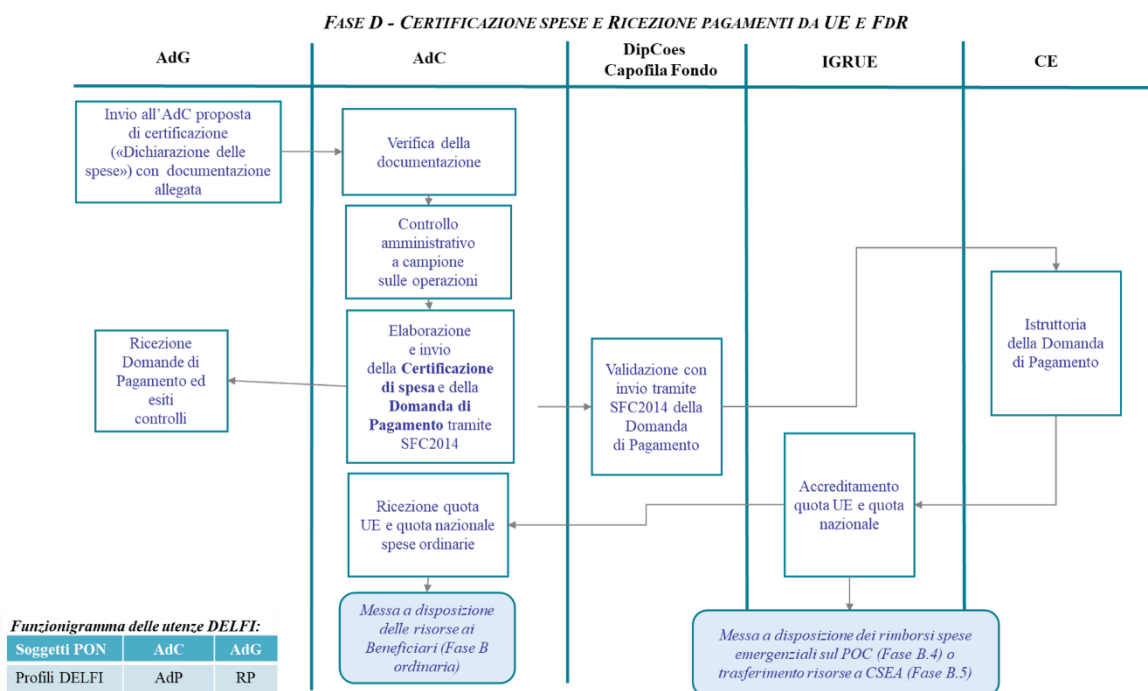 FASE D - CERTIFICAZIONE SPESE E RICEZIONE PAGAMENTI DA UE E FDR
AdG
AdC
DipCoes
Capofila Fondo
IGRUE
CE
Invio all'AdC proposta
di certificazione
(«Dichiarazione delle
spese») con documentazione
allegata
Verifica della
documentazione
Controllo
amministrativo
a campione
sulle operazioni
Ricezione
Domande di
Pagamento ed
esiti
controlli
Elaborazione
e invio
della Certificazione
di spesa e della
Domanda di
Pagamento tramite
SFC2014
Validazione con
invio tramite
SFC2014 della
Domanda
di Pagamento
Istruttoria
della Domanda
di Pagamento
Ricezione quota
UE e quota nazionale
spese ordinarie
Accreditamento
quota UE e quota
nazionale
Messa a disposizione
delle risorse ai
Beneficiari (Fase B
ordinaria)
Messa a disposizione dei rimborsi spese
emergenziali sul POC (Fase B.4) o
trasferimento risorse a CSEA (Fase B.5)
Funzionigramma delle utenze DELFI:
Soggetti PON AdC AdG
Profili DELFI AdP RP